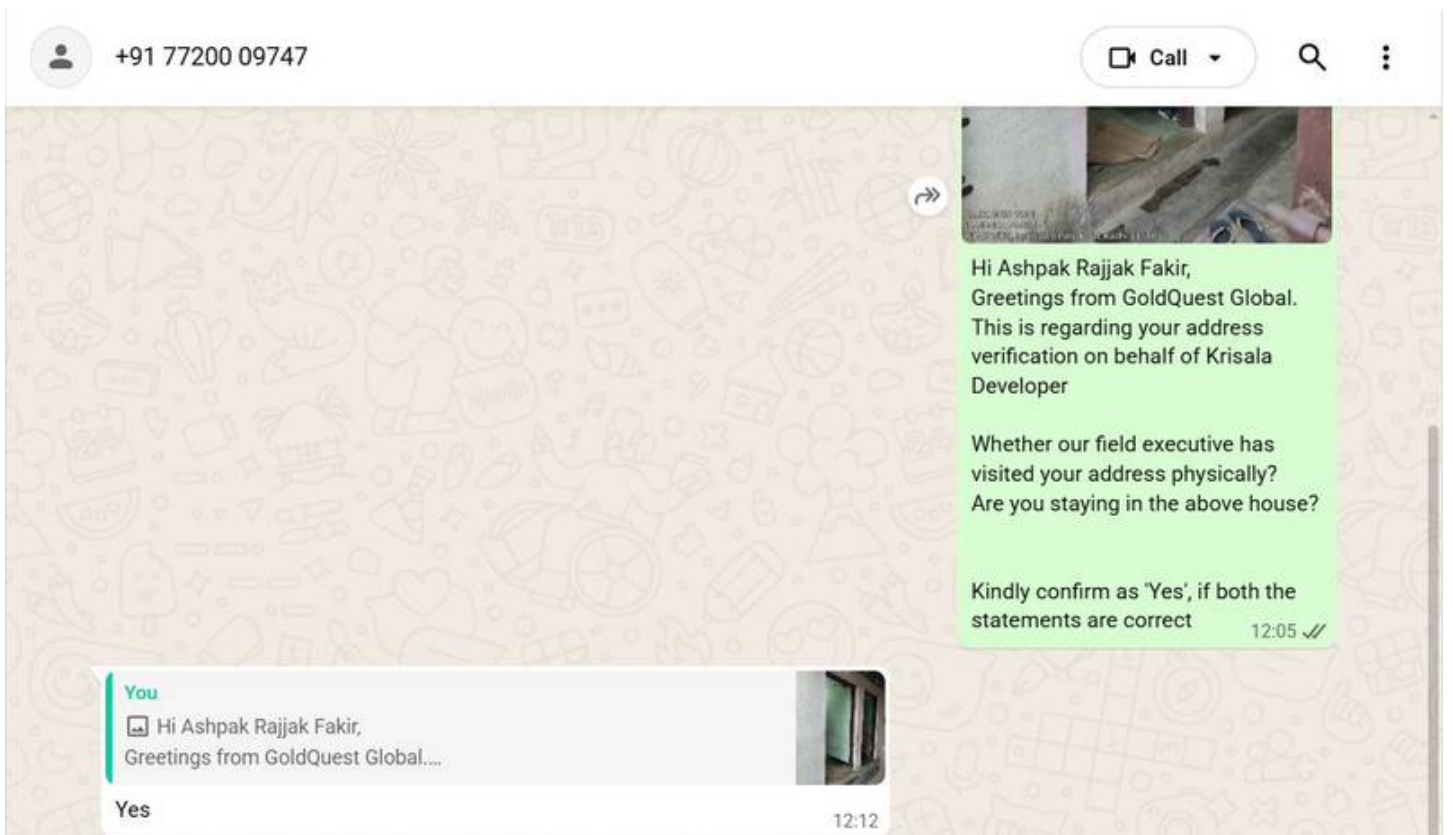 +91 77200 09747
Call
Hi Ashpak Rajjak Fakir,
Greetings from GoldQuest Global.
This is regarding your address
verification on behalf of Krisala
Developer
Whether our field executive has
visited your address physically?
Are you staying in the above house?
Kindly confirm as 'Yes', if both the
statements are correct
12:05
You
Hi Ashpak Rajjak Fakir,
Greetings from GoldQuest Global....
Yes
12:12